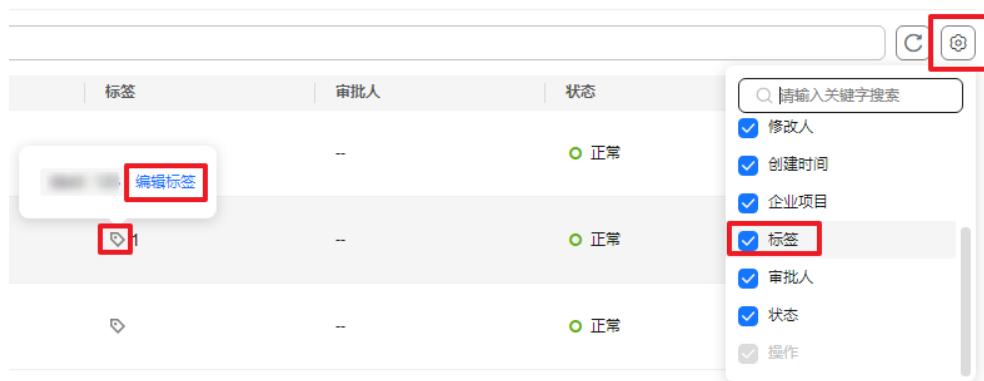 标签 审批人 状态
请输入关键字搜索
修改人
-- 正常
创建时间
编辑标签
企业项目
1 -- 正常
标签
审批人
状态
-- 正常
操作